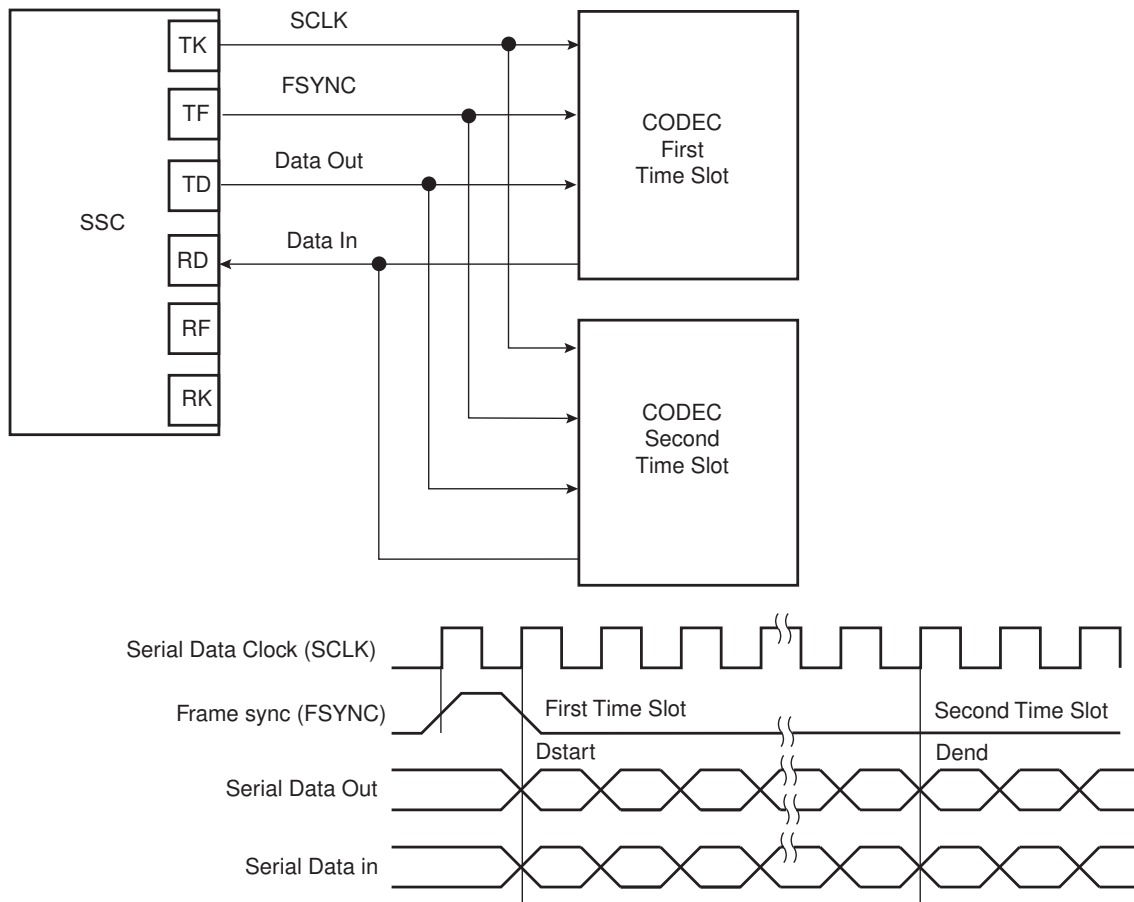 SSC
TK
TF
TD
RD
RF
RK
SCLK
FSYNC
Data Out
Data In
CODEC
First
Time Slot
CODEC
Second
Time Slot
Serial Data Clock (SCLK)
Frame sync (FSYNC)
First Time Slot
Second Time Slot
Dstart
Dend
Serial Data Out
Serial Data in